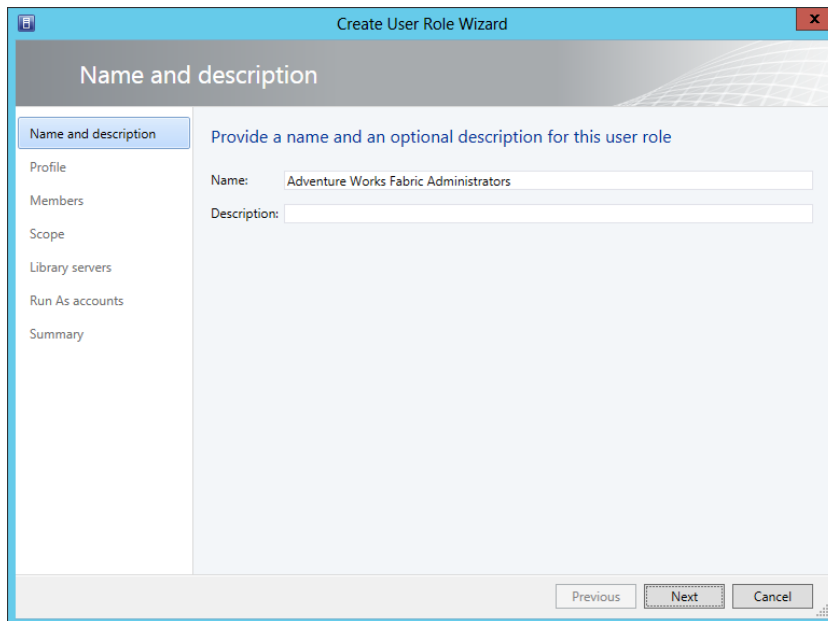 Create User Role Wizard
x
Name and description
Name and description
Profile
Members
Scope
Library servers
Run As accounts
Summary
Provide a name and an optional description for this user role
Name: Adventure Works Fabric Administrators
Description:
Previous Next Cancel